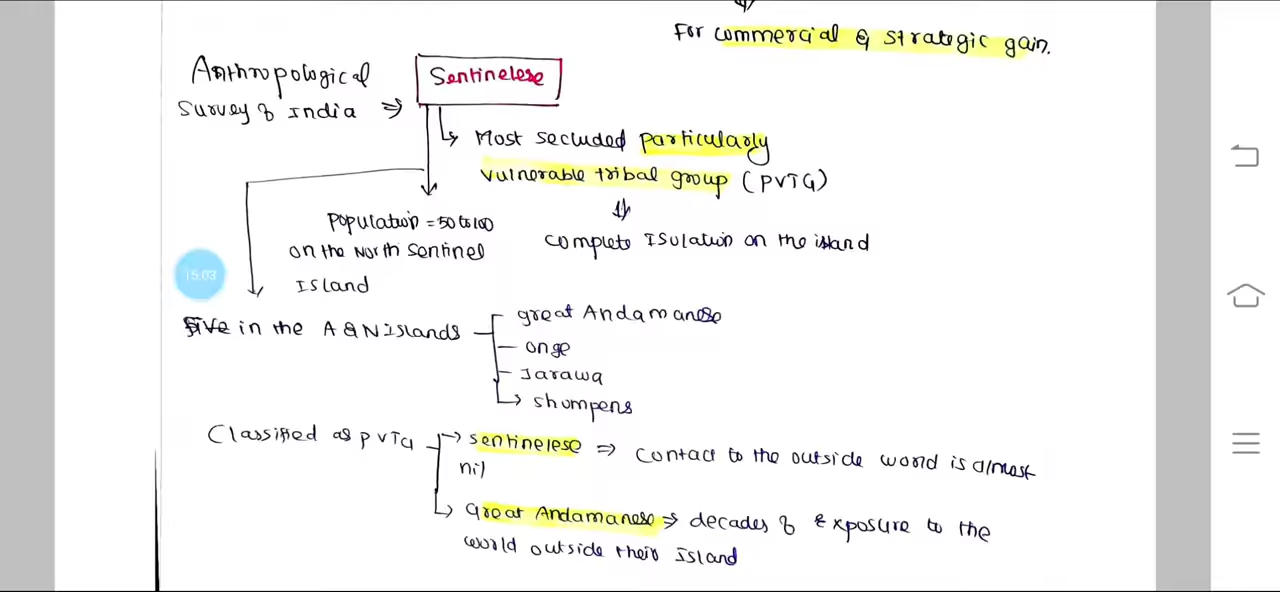 For commercial & strategic gain.
Anthropological
Survey of India ⇒
Sentinelese
↳ Most secluded particularly
vulnerable tribal group (PVTG)
⇓
Complete Isolation on the island
Population = 50 to 100
on the North Sentinel
Island
15:03
live in the A & N islands
great Andamanese
onge
Jarawa
→ shompens
Classified as PVTG
→ Sentinelese ⇒ Contact to the outside world is almost
nil
→ Great Andamanese ⇒ decades of exposure to the
world outside their Island